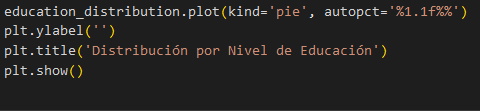 education_distribution.plot(kind='pie', autopct='%1.1f%%')
plt.ylabel('')
plt.title('Distribución por Nivel de Educación')
plt.show()